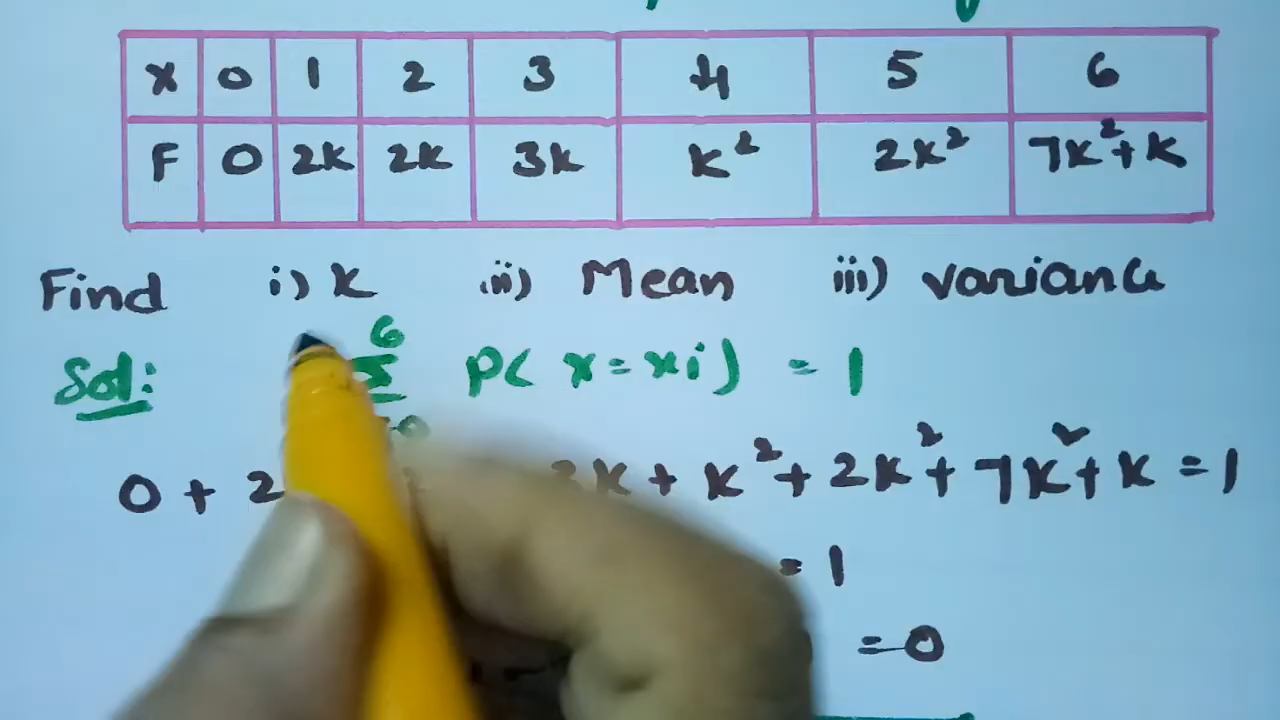 X 0 1 2 3 4 5 6
F 0 2k 2k 3k k² 2k² 7k²+k
Find i) k ii) Mean iii) variance
Sol: 6 P( x = xi ) = 1
0 + 2 k + k² + 2k² + 7k² + k = 1
= 1
= 0